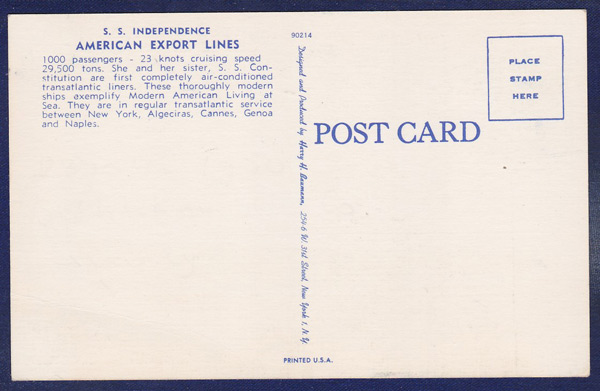 S. S. INDEPENDENCE
AMERICAN EXPORT LINES
1000 passengers - 23 knots cruising speed
29,500 tons. She and her sister, S. S. Con-
stitution are first completely air-conditioned
transatlantic liners. These thoroughly modern
ships exemplify Modern American Living at
Sea. They are in regular transatlantic service
between New York, Algeciras, Cannes, Genoa
and Naples.
90214
Designed and Produced by Harry H. Baumann, 254-6 W. 31st Street, New York 1, N.Y.
POST CARD
PLACE
STAMP
HERE
PRINTED U.S.A.